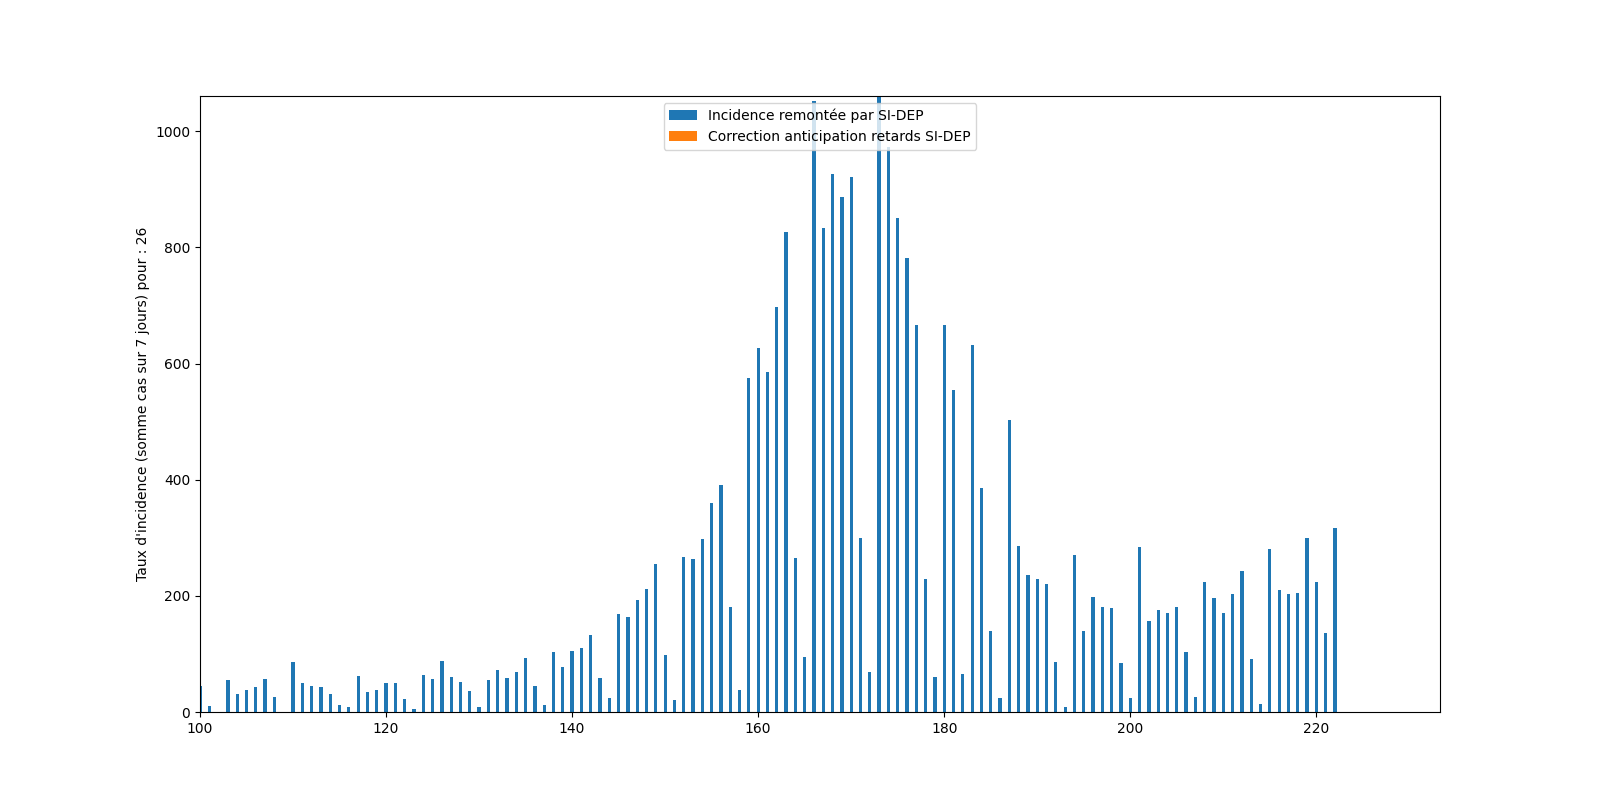 Incidence remontée par SI-DEP
Correction anticipation retards SI-DEP
Taux d'incidence (somme cas sur 7 jours) pour : 26
1000
800
600
400
200
0
100 120 140 160 180 200 220